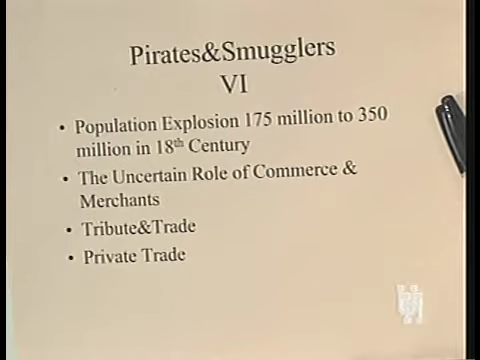 Pirates&Smugglers
VI
• Population Explosion 175 million to 350
million in 18th Century
• The Uncertain Role of Commerce &
Merchants
• Tribute&Trade
• Private Trade